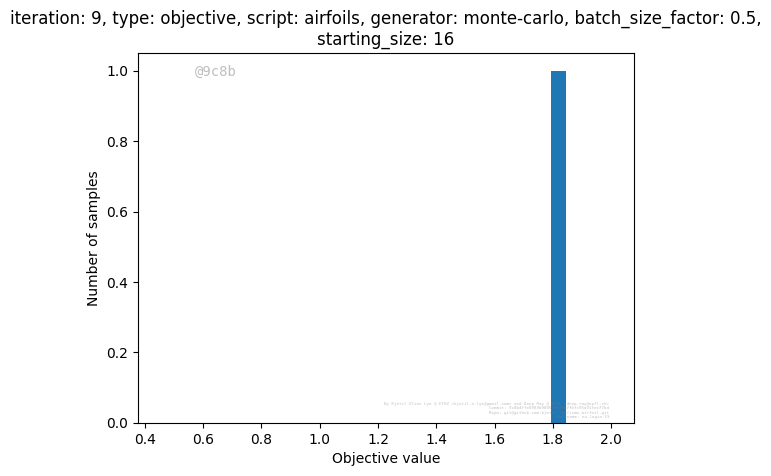 iteration: 9, type: objective, script: airfoils, generator: monte-carlo, batch_size_factor: 0.5,
starting_size: 16
@9c8b
1.0
0.8
0.6
0.4
0.2
0.0
Number of samples
0.4 0.6 0.8 1.0 1.2 1.4 1.6 1.8 2.0
Objective value